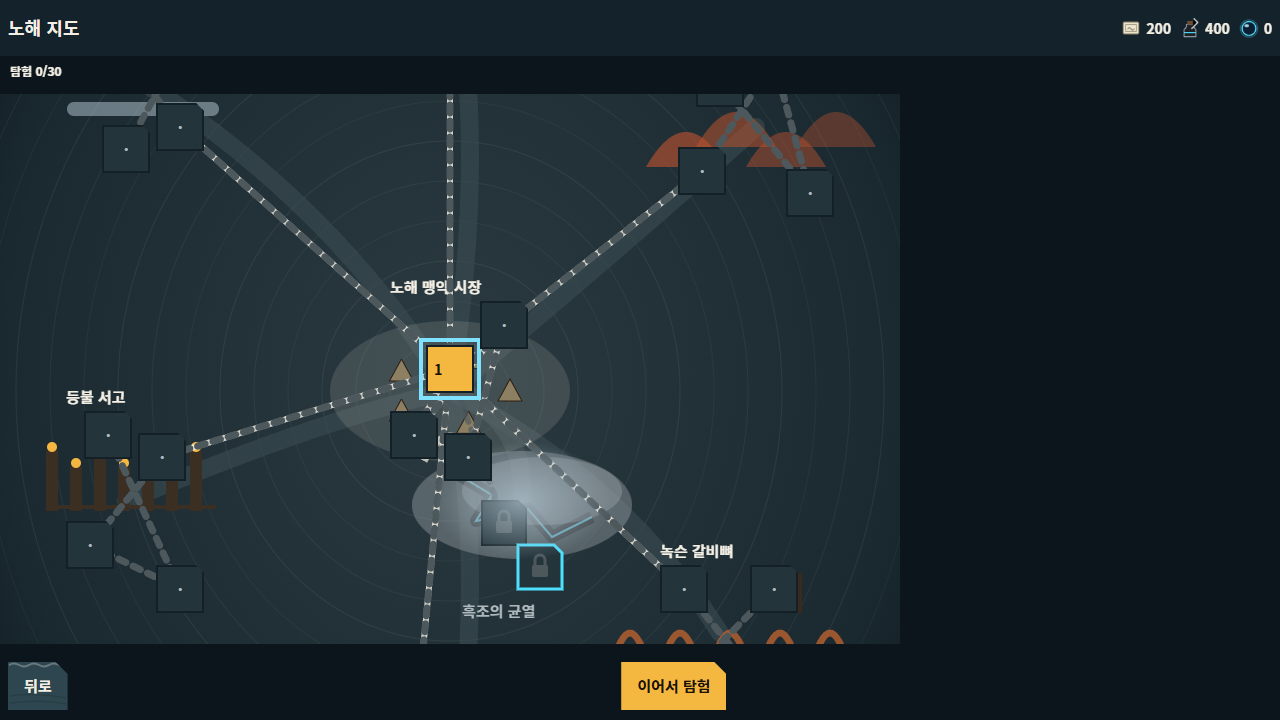 노해 지도
200 400 0
탐험 0/30
노해 맹약 시장
1
등불 서고
녹슨 갈비뼈
흑조의 균열
뒤로
이어서 탐험